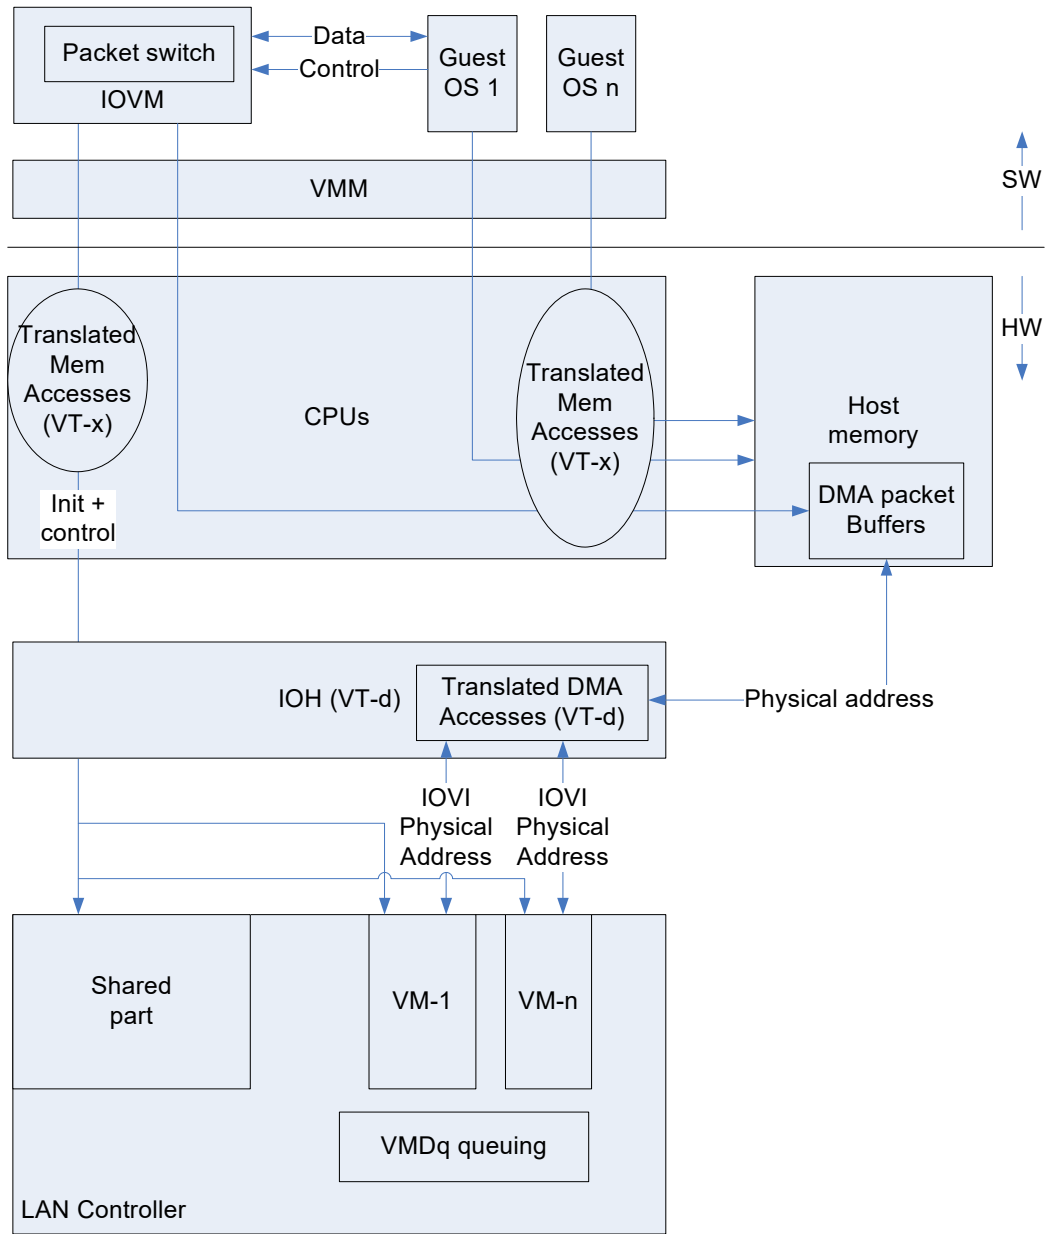 Packet switch
IOVM
Data
Control
Guest
OS 1
Guest
OS n
VMM
SW
HW
Translated
Mem
Accesses
(VT-x)
CPUs
Translated
Mem
Accesses
(VT-x)
Host
memory
DMA packet
Buffers
Init +
control
IOH (VT-d)
Translated DMA
Accesses (VT-d)
Physical address
IOVI
Physical
Address
IOVI
Physical
Address
Shared
part
VM-1
VM-n
VMDq queuing
LAN Controller